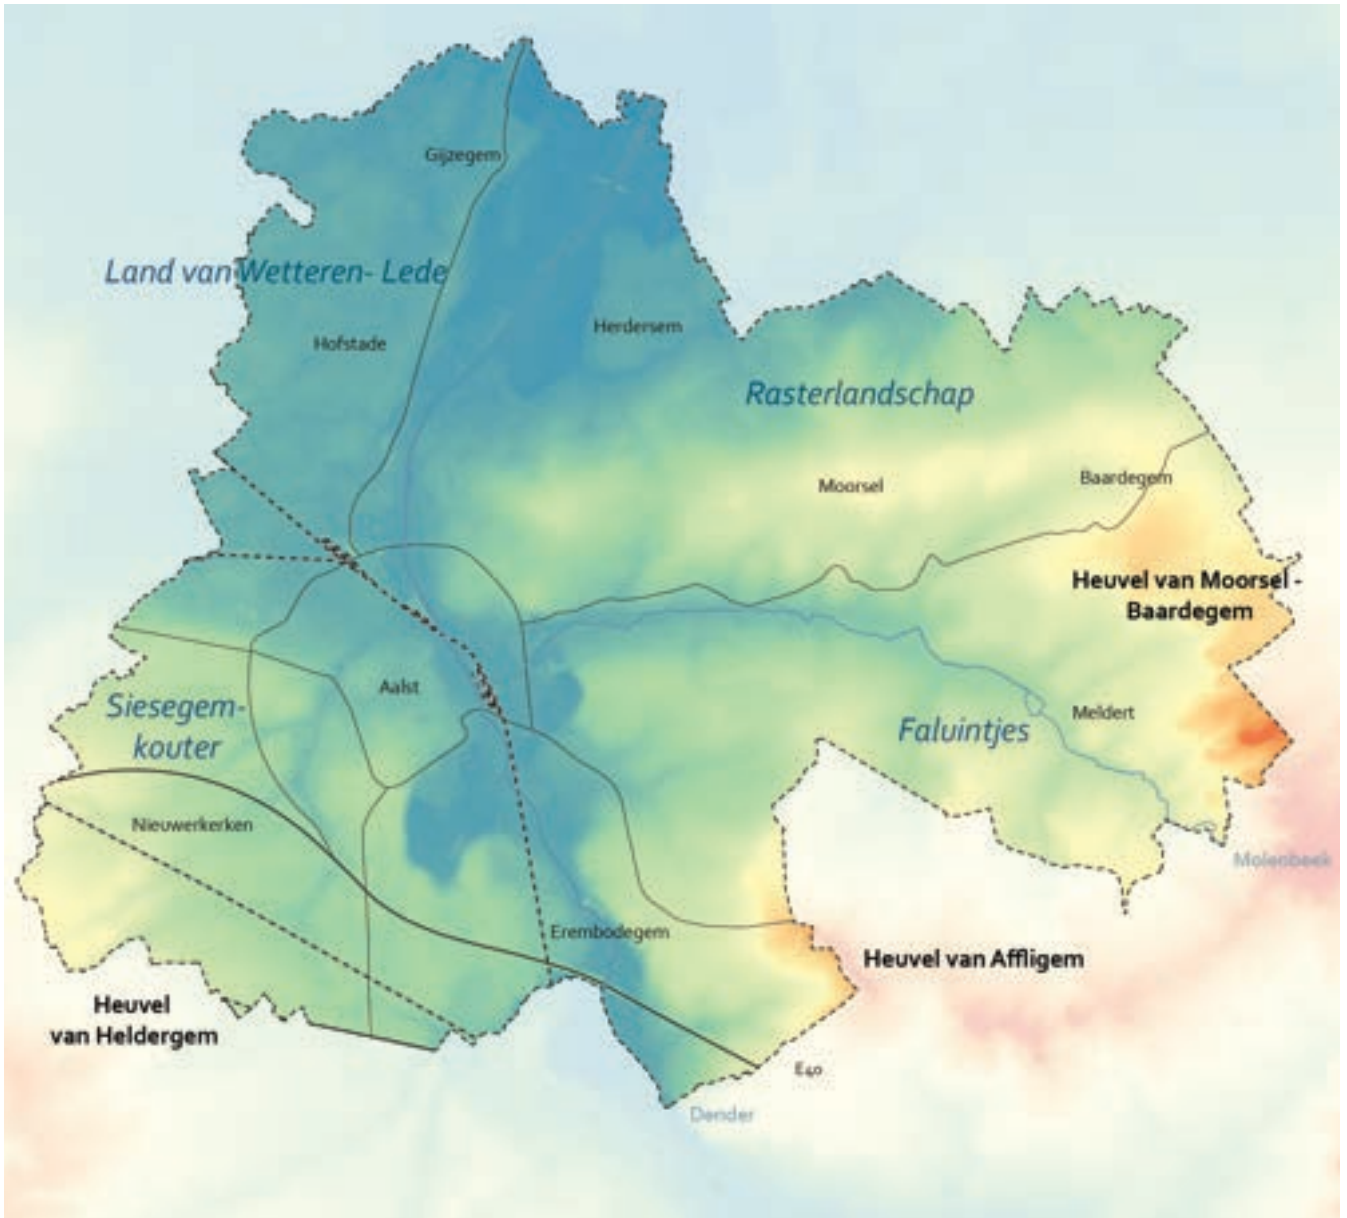 Gijzegem
Land van Wetteren- Lede
Herdersem
Hofstade
Rasterlandschap
Baardegem
Moorsel
Heuvel van Moorsel -
Baardegem
Aalst
Siesegem-
kouter
Meldert
Faluintjes
Nieuwerkerken
Molenbeek
Erembodegem
Heuvel van Affligem
Heuvel
van Heldergem
E40
Dender